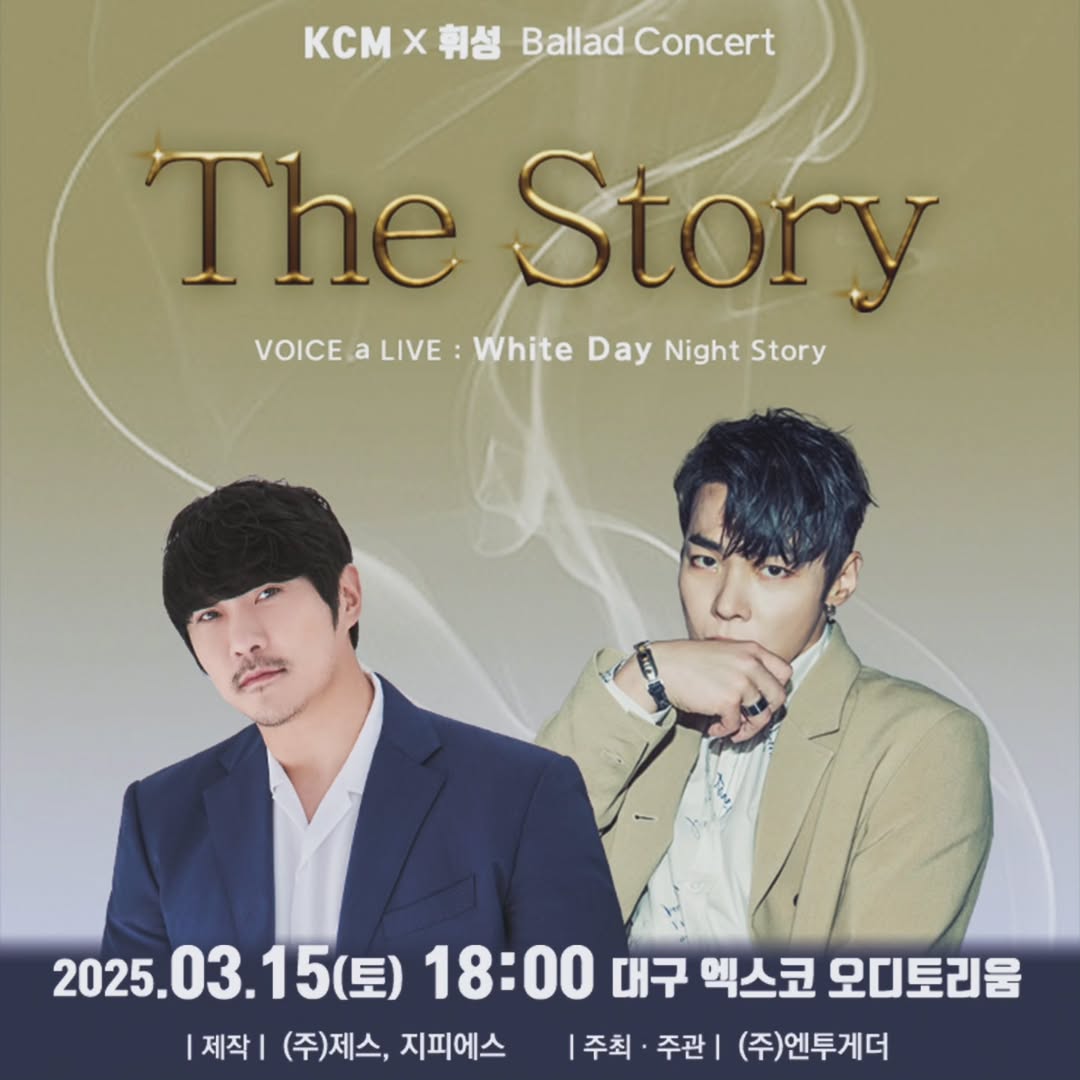 KCM X 휘성 Ballad Concert
The Story
VOICE a LIVE : White Day Night Story
2025.03.15(토) 18:00 대구 엑스코 오디토리움
| 제작 | (주)제스, 지피에스 | 주최 · 주관 | (주)엔투게더